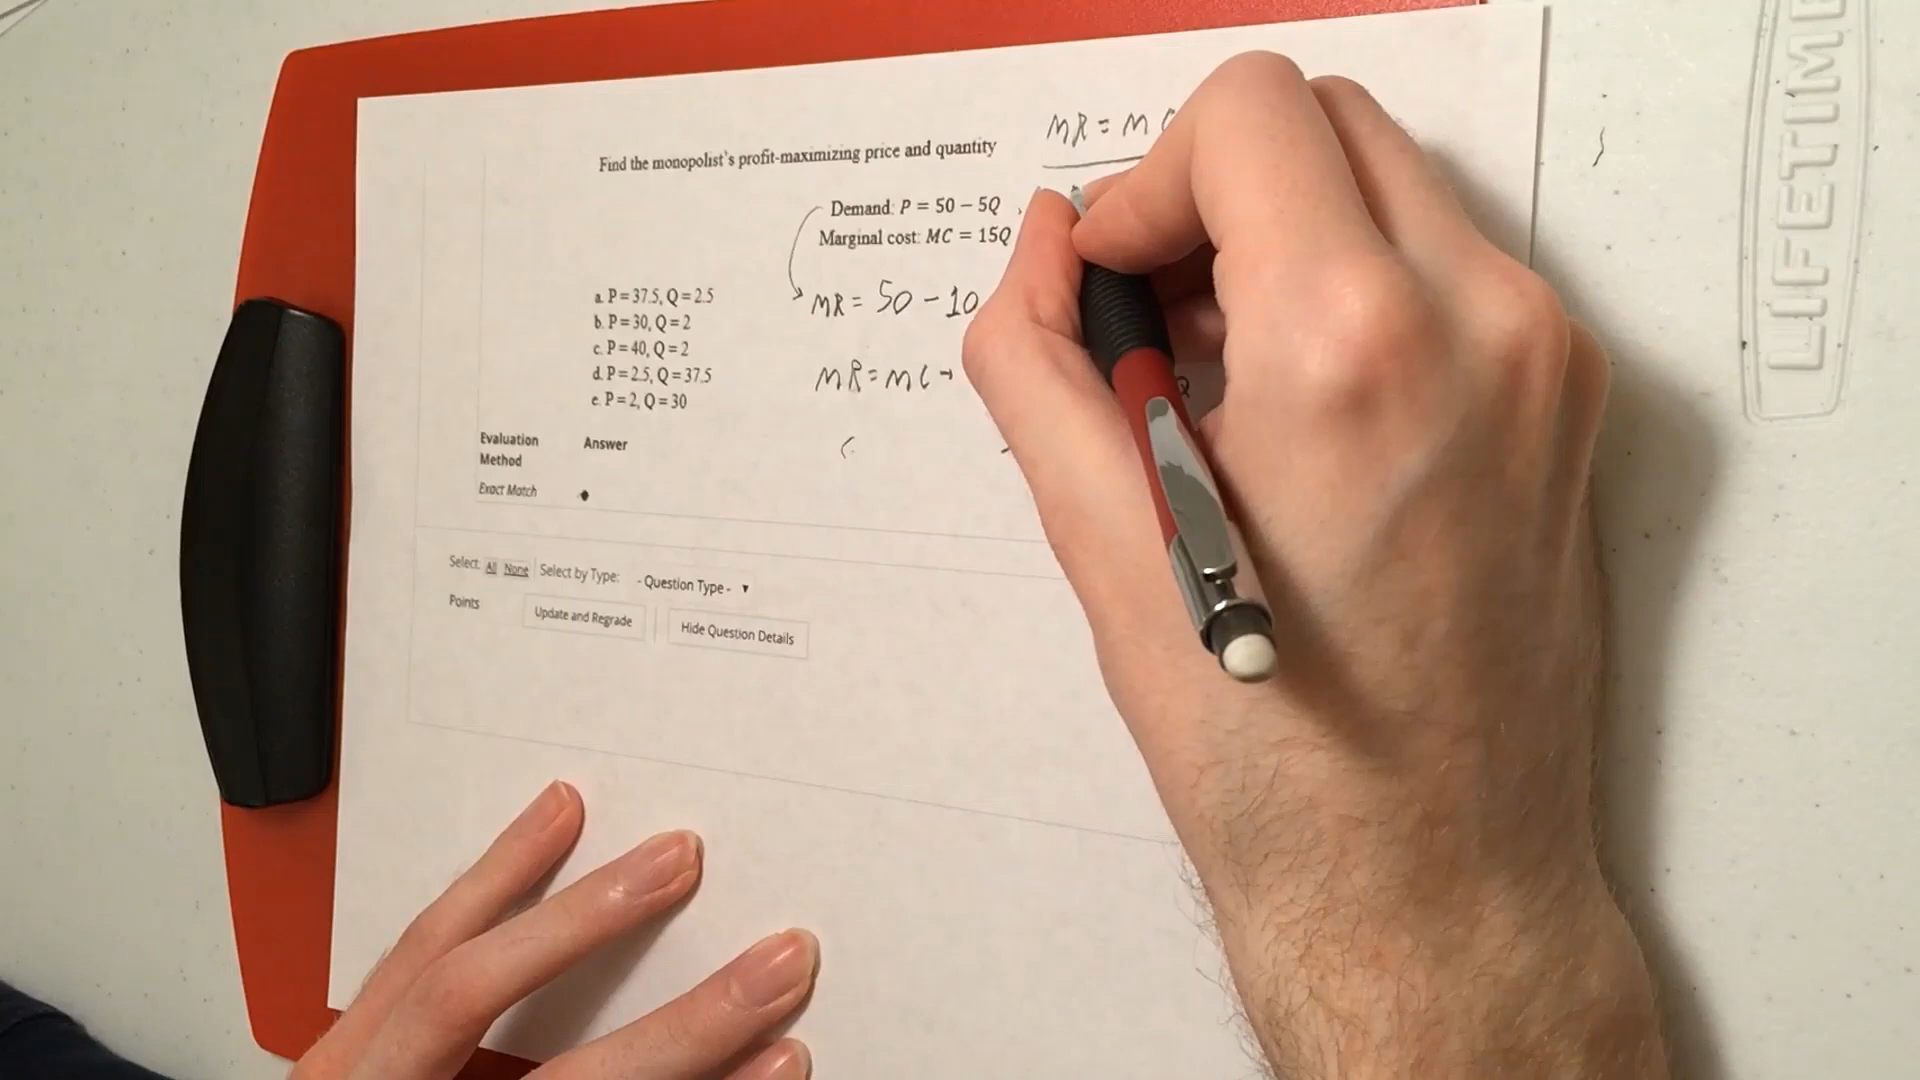 MR = MC
Find the monopolist's profit-maximizing price and quantity
Demand: P = 50 − 5Q
Marginal cost: MC = 15Q
MR = 50 - 10
MR = MC →
Q
a. P = 37.5, Q = 2.5
b. P = 30, Q = 2
c. P = 40, Q = 2
d. P = 2.5, Q = 37.5
e. P = 2, Q = 30
Evaluation Method
Answer
Exact Match
Select: All None Select by Type: - Question Type - ▼
Points Update and Regrade Hide Question Details
LIFETIME